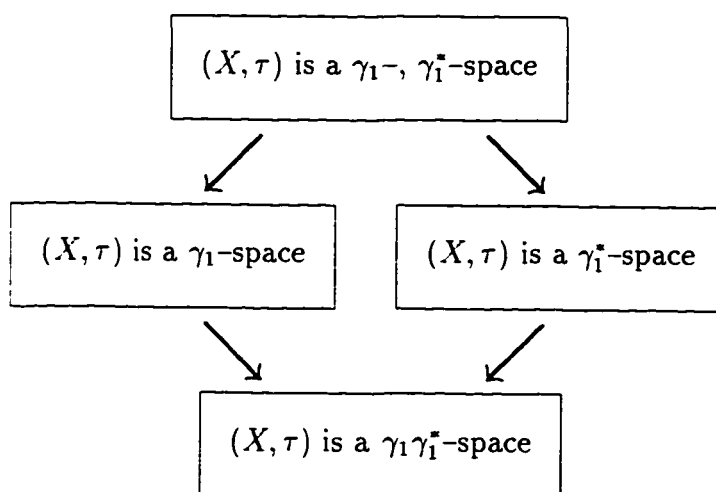 (X, τ) is a γ₁–, γ₁*–space
(X, τ) is a γ₁–space
(X, τ) is a γ₁*–space
(X, τ) is a γ₁γ₁*–space